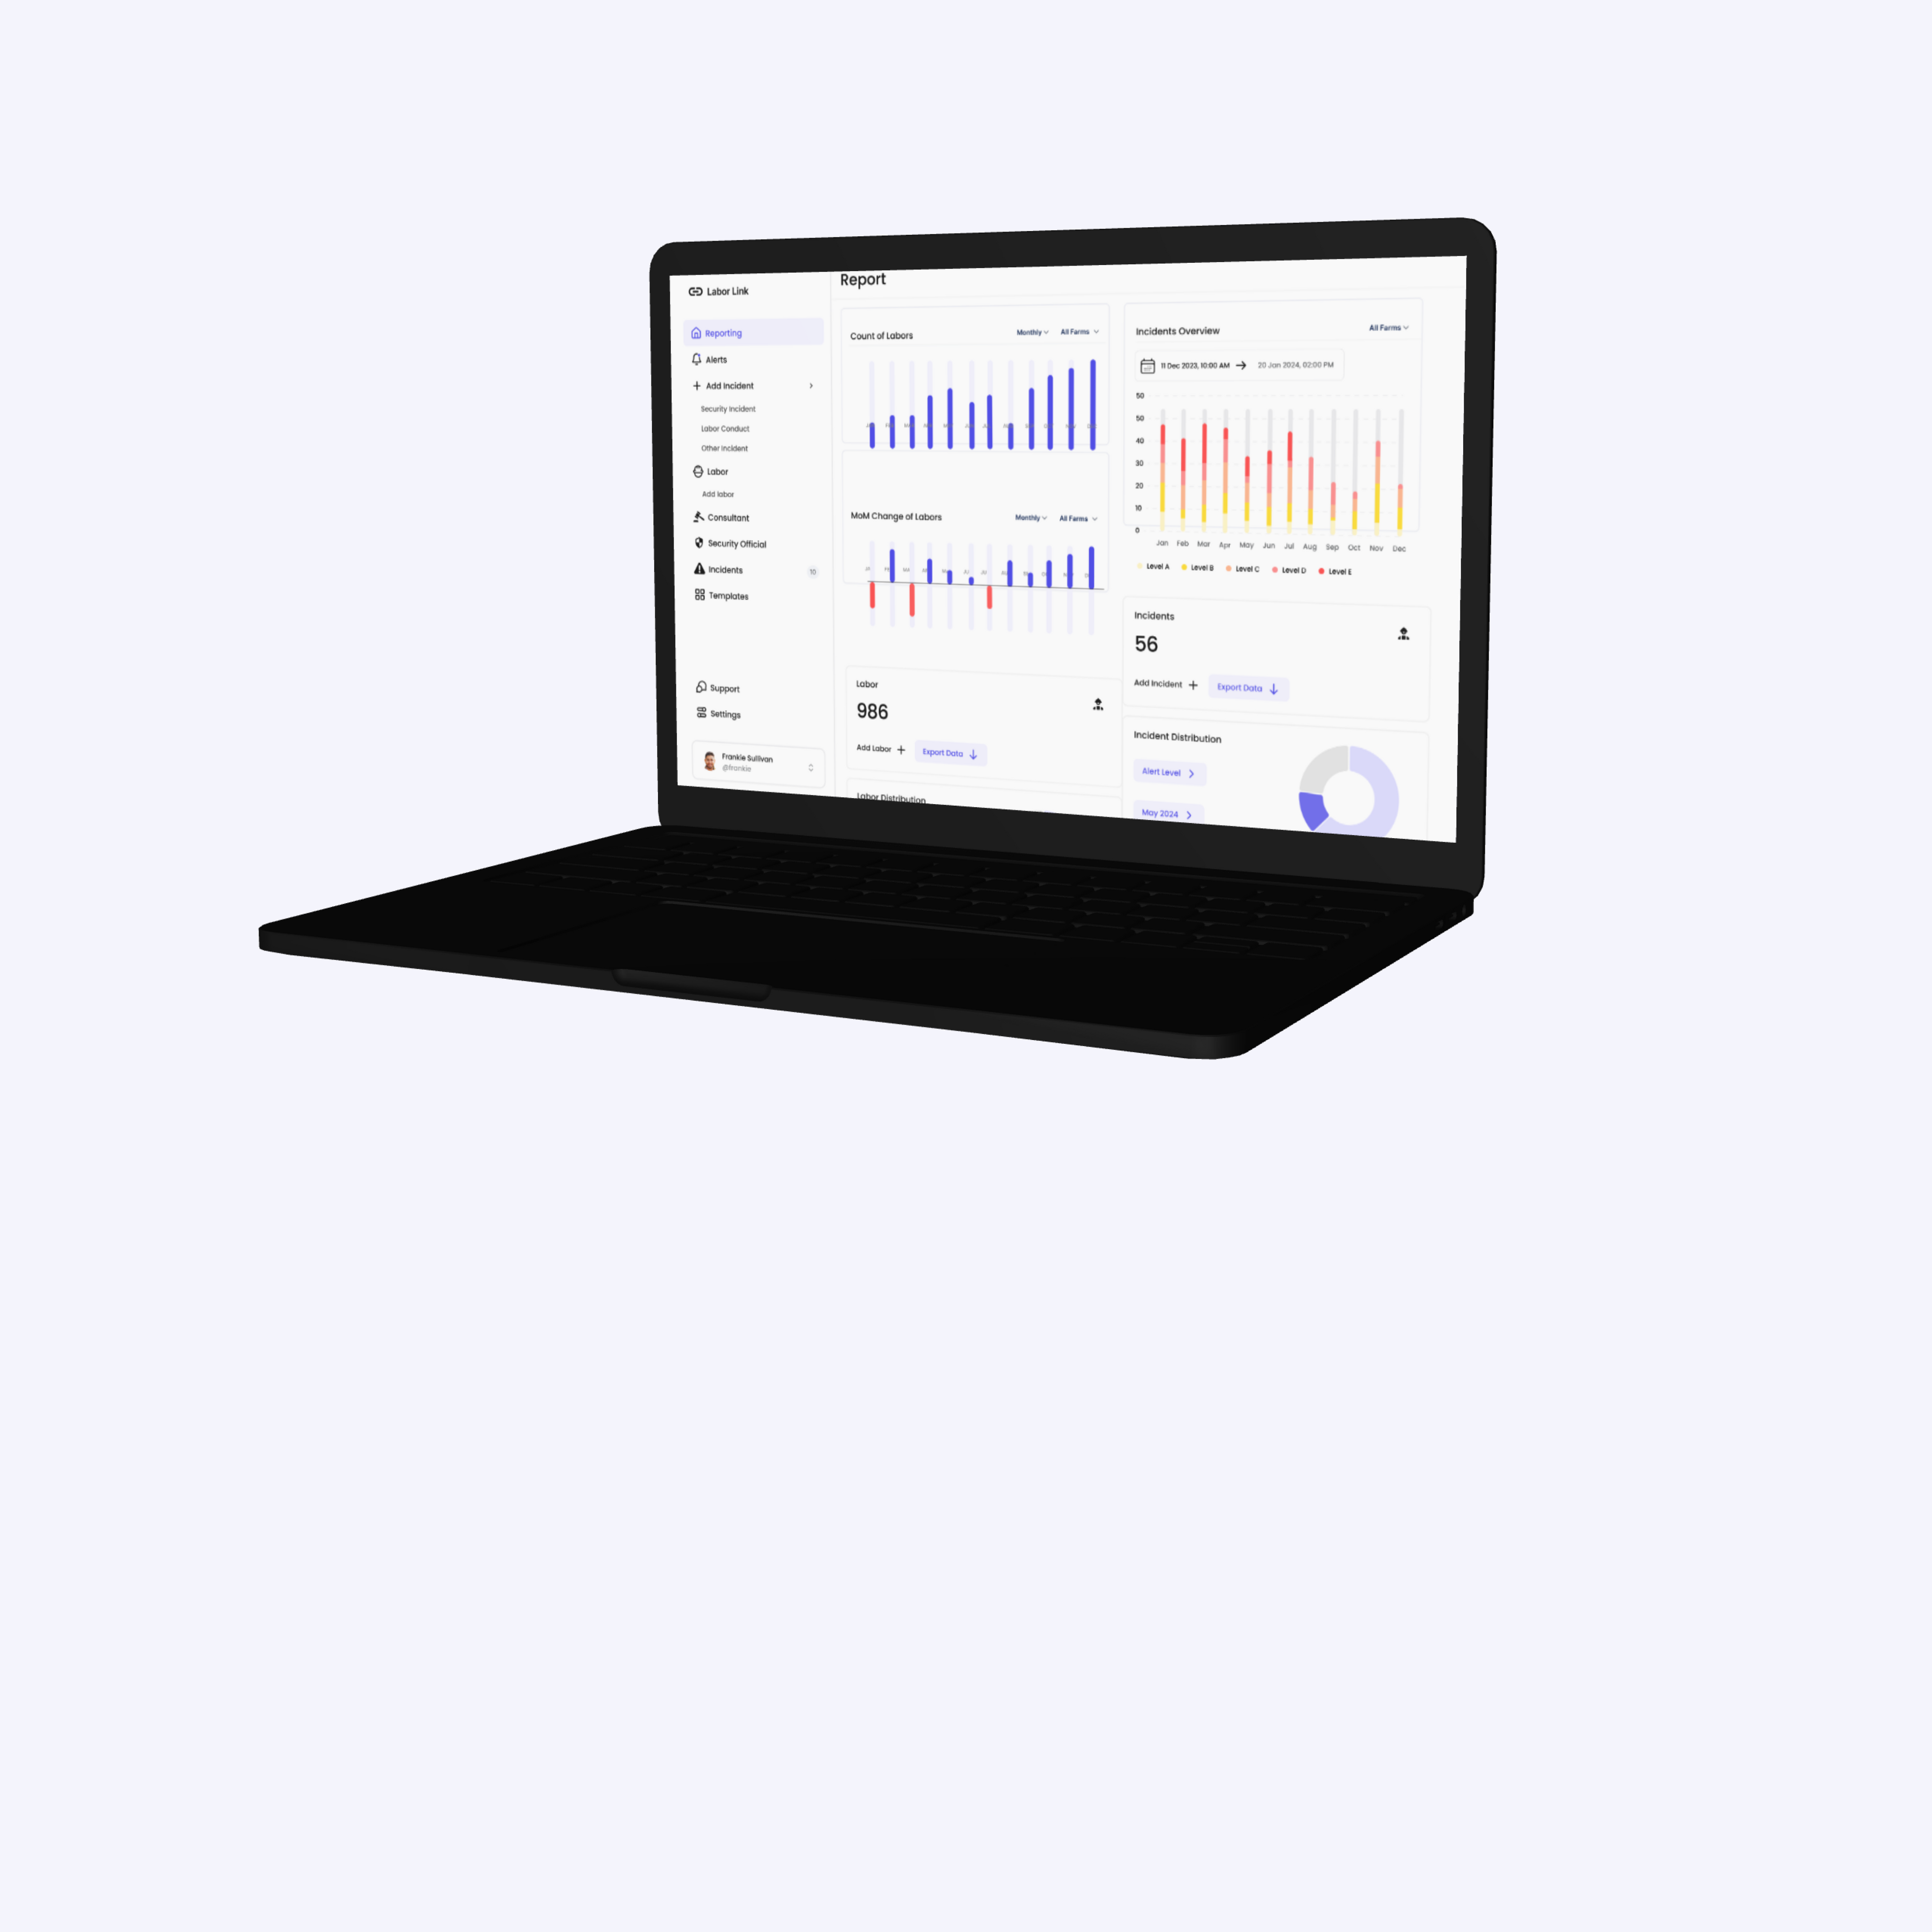 Labor Link
Reporting
Alerts
Add Incident
Security Incident
Labor Conduct
Other Incident
Labor
Add labor
Consultant
Security Official
Incidents 10
Templates
Support
Settings
Frankie Sullivan
@frankie
Report
Count of Labors Monthly All Farms
MoM Change of Labors Monthly All Farms
Labor
986
Add Labor Export Data
Labor Distribution
Incidents Overview All Farms
11 Dec 2023, 10:00 AM 20 Jan 2024, 02:00 PM
50
50
40
30
20
10
0
Jan Feb Mar Apr May Jun Jul Aug Sep Oct Nov Dec
Level A Level B Level C Level D Level E
Incidents
56
Add Incident Export Data
Incident Distribution
Alert Level
May 2024